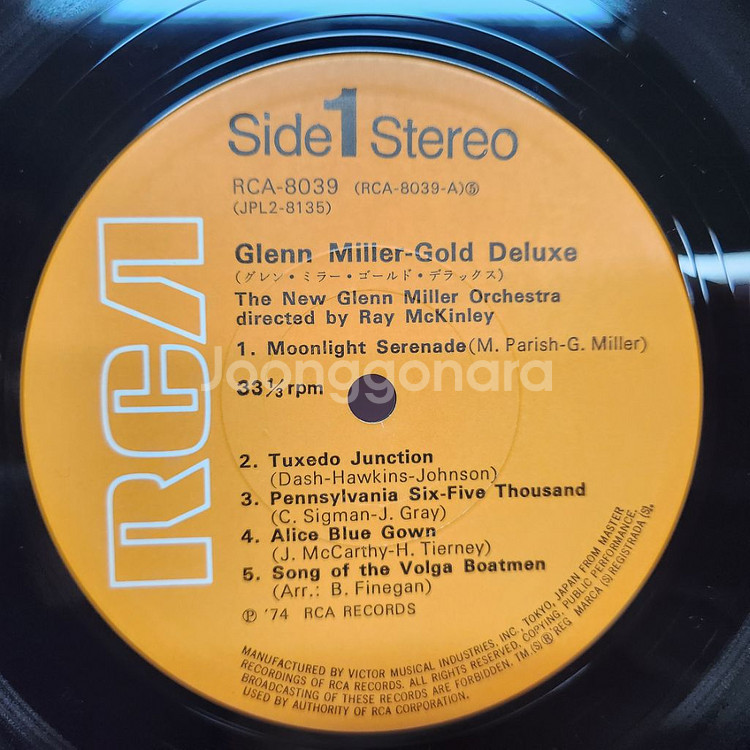 Side 1 Stereo
RCA-8039 (RCA-8039-A)⑤
(JPL2-8135)
Glenn Miller-Gold Deluxe
(グレン・ミラー・ゴールド・デラックス)
The New Glenn Miller Orchestra
directed by Ray McKinley
1. Moonlight Serenade (M. Parish-G. Miller)
Joonggonara
33 1/3 rpm
2. Tuxedo Junction
(Dash-Hawkins-Johnson)
3. Pennsylvania Six-Five Thousand
(C. Sigman-J. Gray)
4. Alice Blue Gown
(J. McCarthy-H. Tierney)
5. Song of the Volga Boatmen
(Arr.: B. Finegan)
℗ '74 RCA RECORDS
RCA
MANUFACTURED BY VICTOR MUSICAL INDUSTRIES, INC., TOKYO, JAPAN FROM MASTER
RECORDINGS OF RCA RECORDS. ALL RIGHTS RESERVED, COPYING, PUBLIC PERFORMANCE,
BROADCASTING OF THESE RECORDS ARE FORBIDDEN. TM (S) ® REG MARCA (S) REGISTRADA (S),
USED BY AUTHORITY OF RCA CORPORATION.